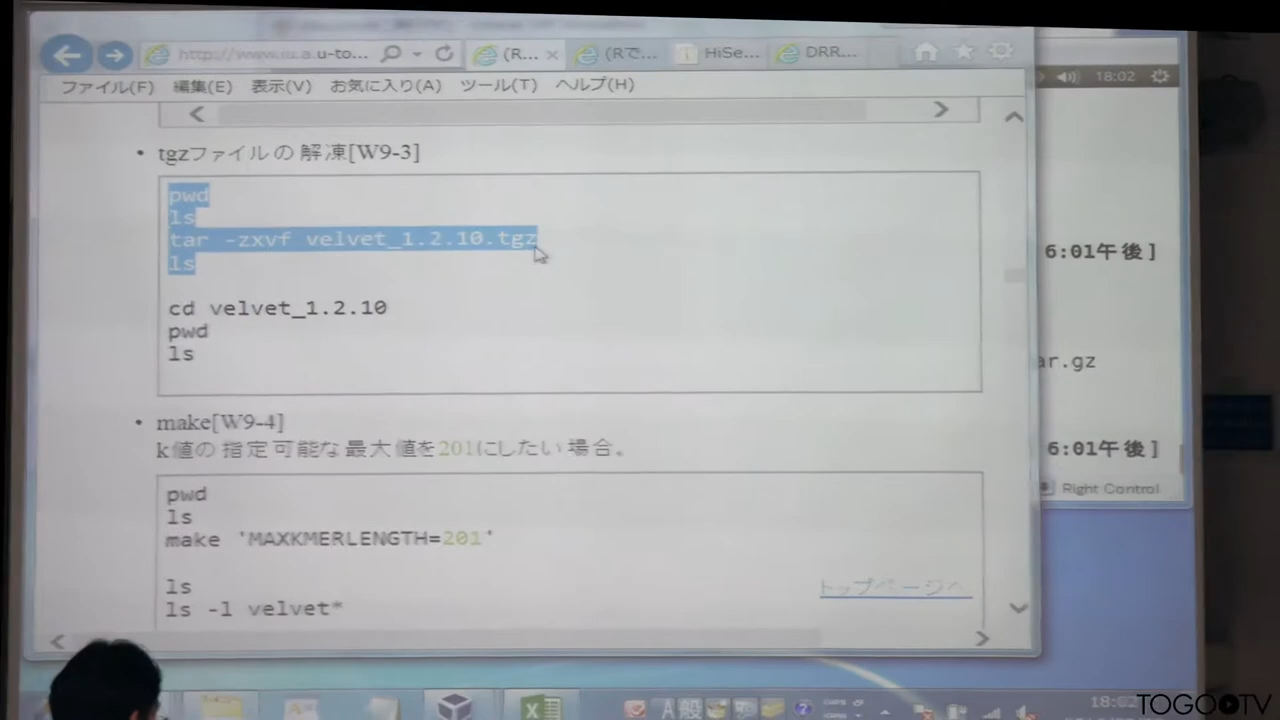 http://www.iu.a.u-to...
(R...
(Rで...
HiSe...
DRR...
ファイル(F) 編集(E) 表示(V) お気に入り(A) ツール(T) ヘルプ(H)
18:02
• tgzファイルの解凍[W9-3]
pwd
ls
tar -zxvf velvet_1.2.10.tgz
ls
cd velvet_1.2.10
pwd
ls
6:01午後]
ar.gz
6:01午後]
Right Control
• make[W9-4]
k値の指定可能な最大値を201にしたい場合。
pwd
ls
make 'MAXKMERLENGTH=201'
ls
ls -l velvet*
トップページへ
A 般
18:02
TOGOTV